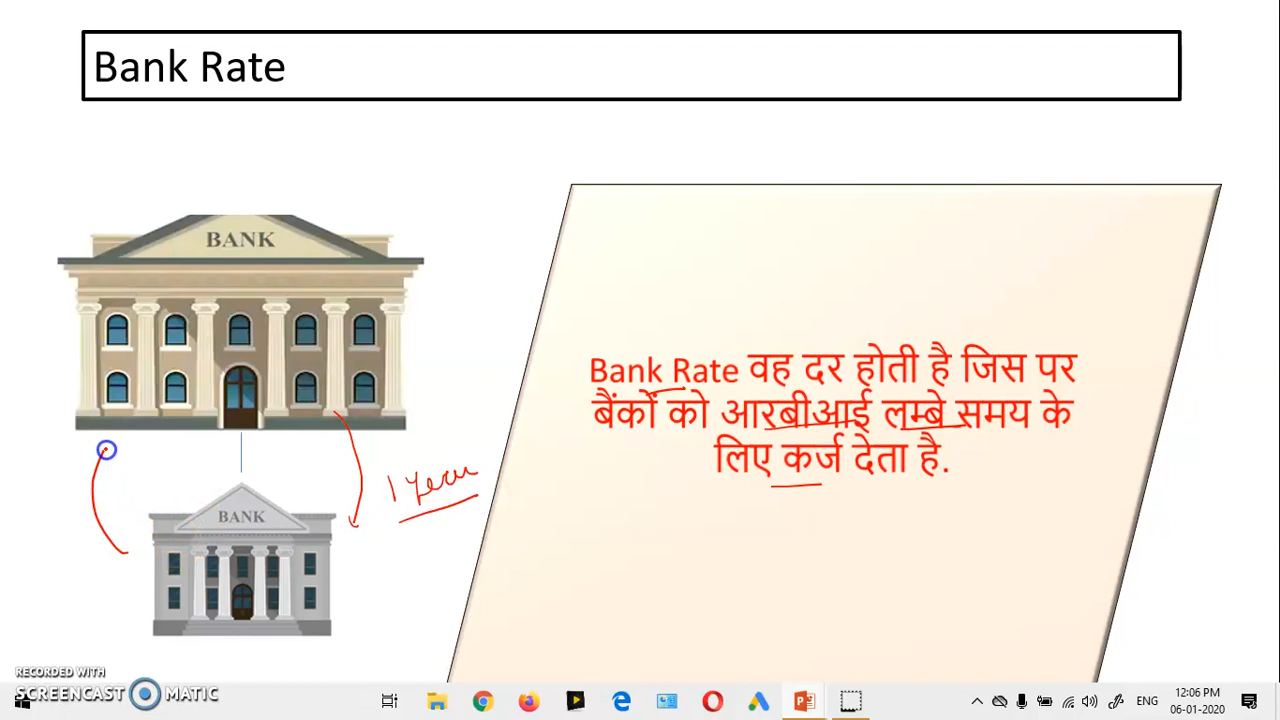 Bank Rate
BANK
Bank Rate वह दर होती है जिस पर
बैंकों को आरबीआई लम्बे समय के
लिए कर्ज देता है.
1 Year
BANK
RECORDED WITH
SCREENCAST MATIC
ENG
12:06 PM
06-01-2020